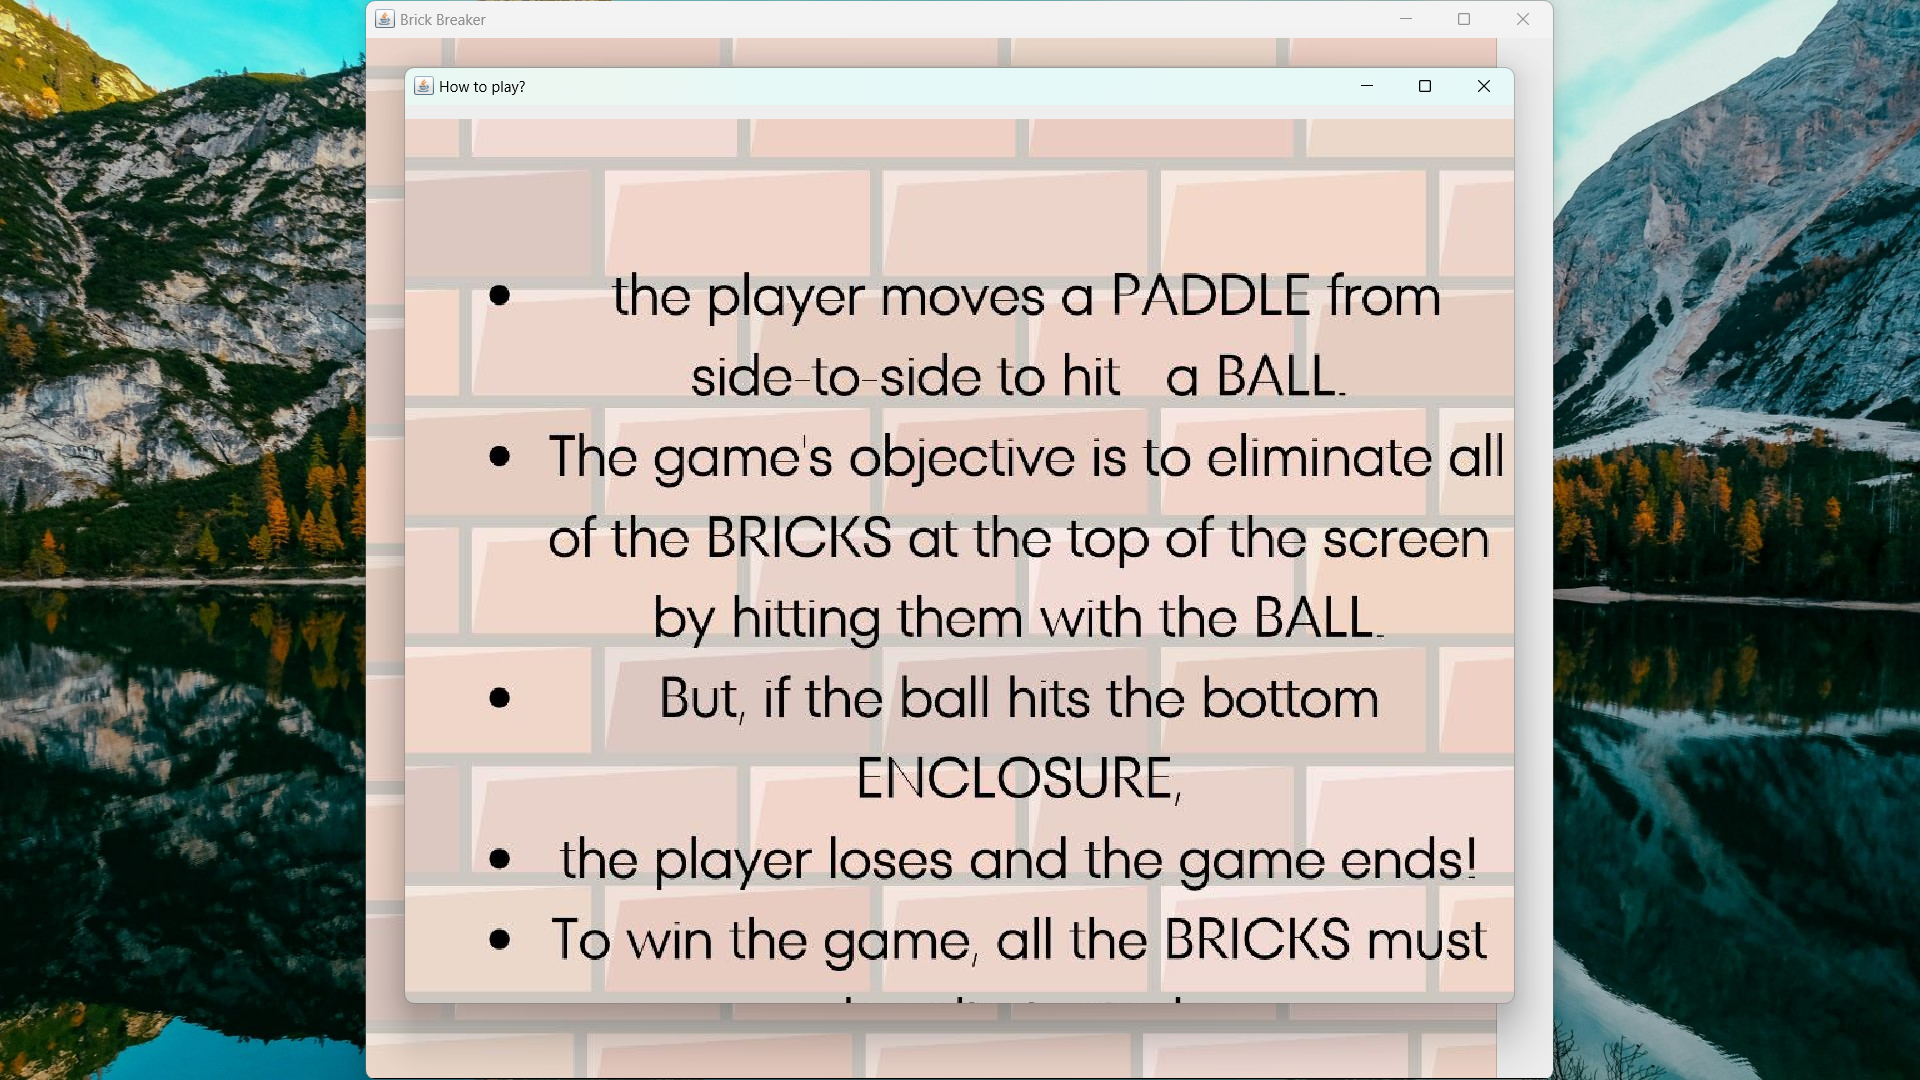 Brick Breaker
How to play?
• the player moves a PADDLE from
side-to-side to hit a BALL.
• The game's objective is to eliminate all
of the BRICKS at the top of the screen
by hitting them with the BALL.
• But, if the ball hits the bottom
ENCLOSURE,
• the player loses and the game ends!
• To win the game, all the BRICKS must